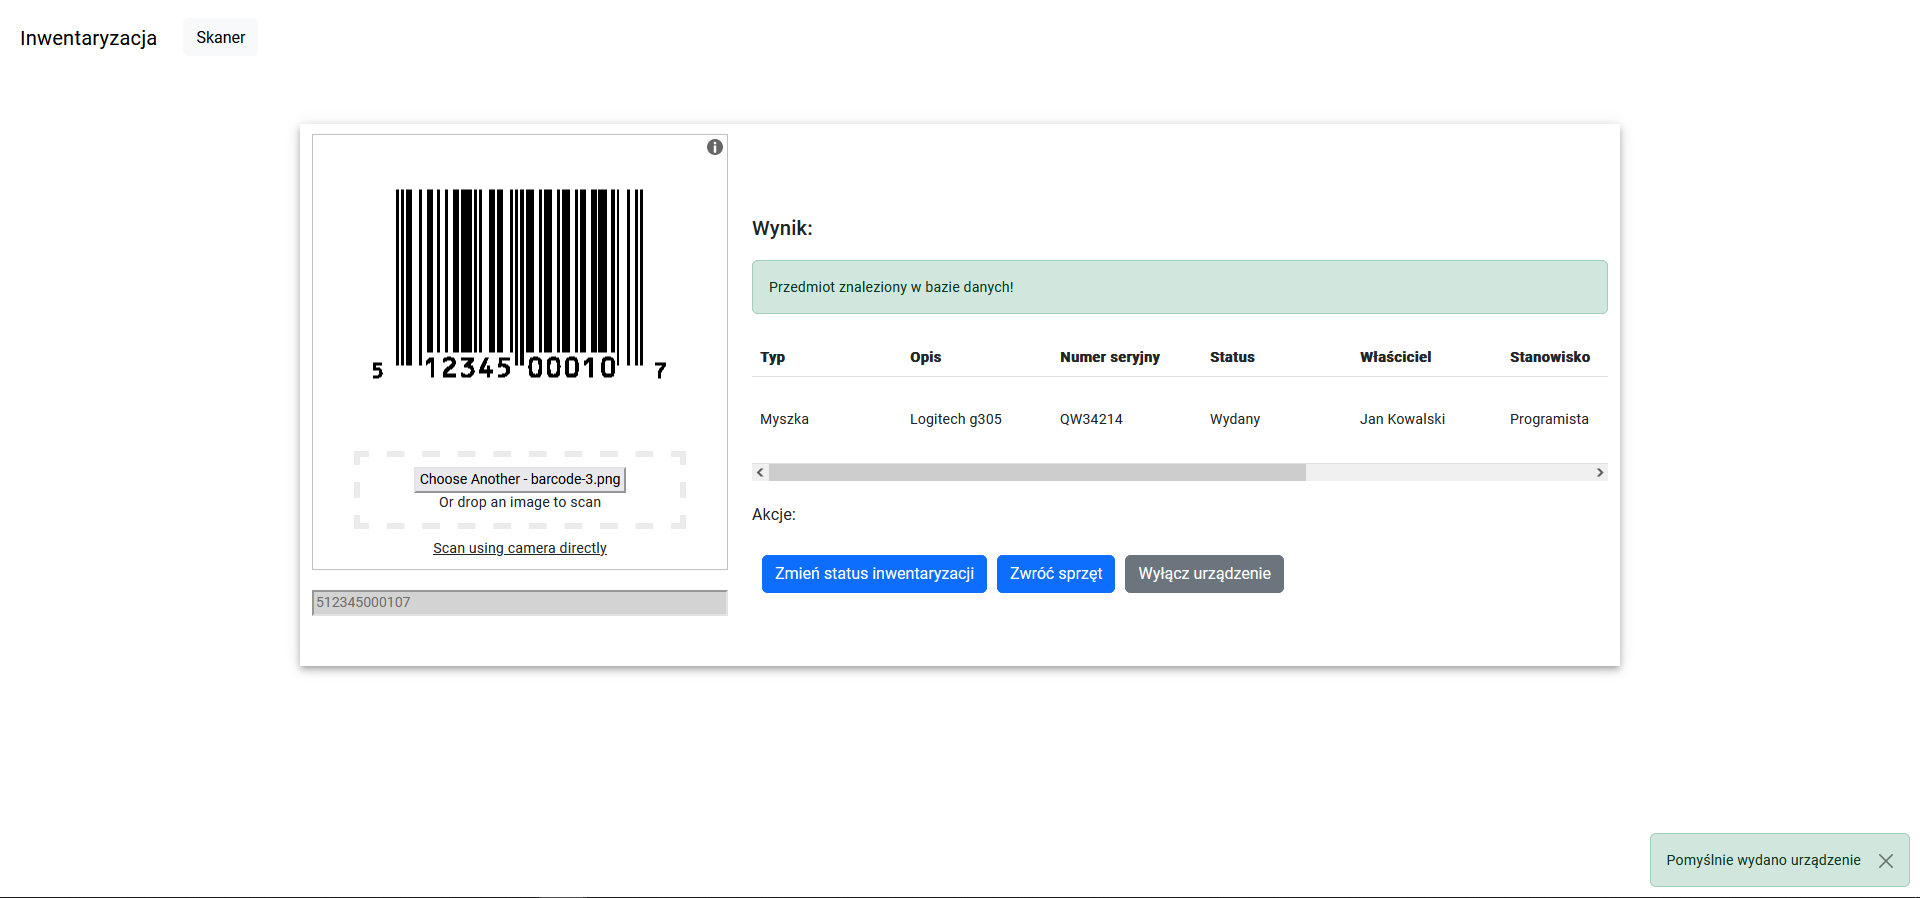 Inwentaryzacja Skaner
5 12345 00010 7
Choose Another - barcode-3.png
Or drop an image to scan
Scan using camera directly
512345000107
Wynik:
Przedmiot znaleziony w bazie danych!
Typ Opis Numer seryjny Status Właściciel Stanowisko
Myszka Logitech g305 QW34214 Wydany Jan Kowalski Programista
Akcje:
Zmień status inwentaryzacji Zwróć sprzęt Wyłącz urządzenie
Pomyślnie wydano urządzenie